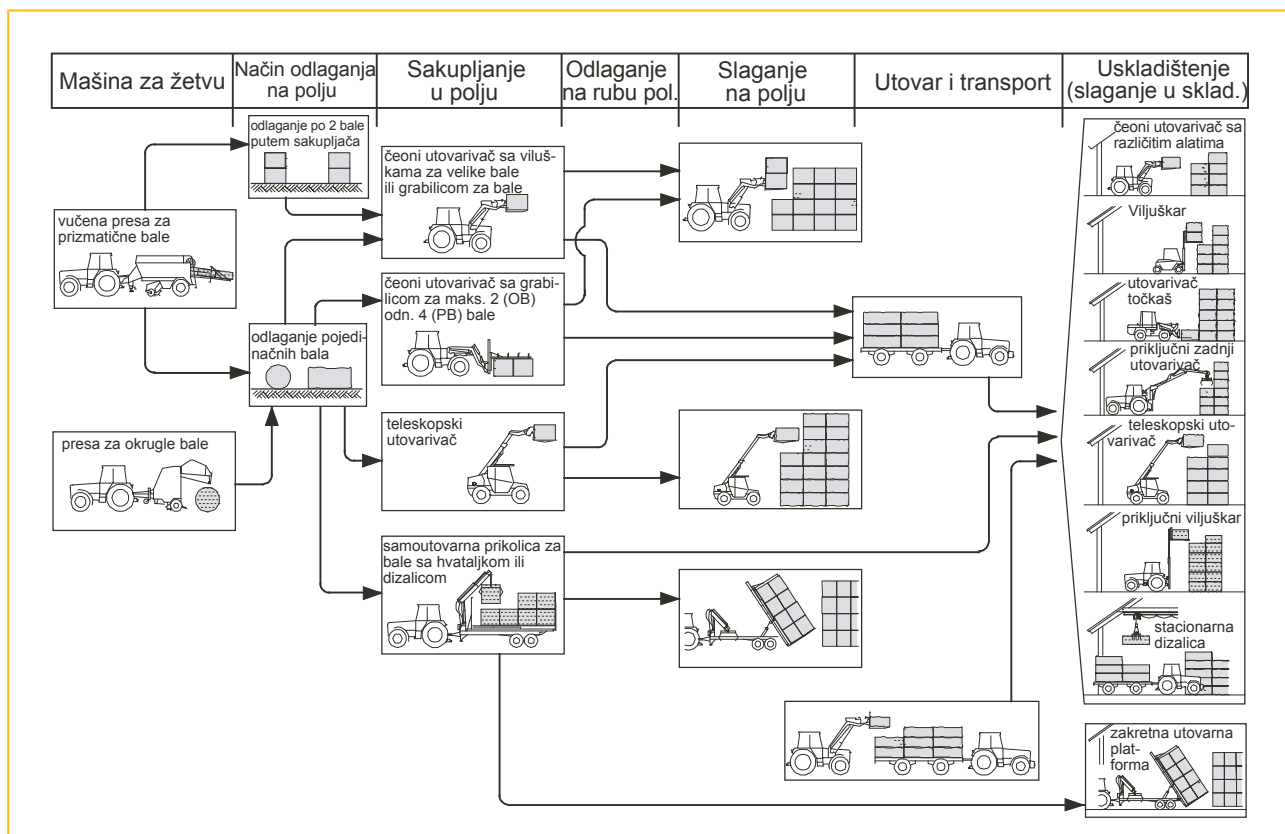 Mašina za žetvu
Način odlaganja
na polju
Sakupljanje
u polju
Odlaganje
na rubu pol.
Slaganje
na polju
Utovar i transport
Uskladištenje
(slaganje u sklad.)
vučena presa za
prizmatične bale
presa za okrugle bale
odlaganje po 2 bale
putem sakupljača
odlaganje pojedi-
načnih bala
čeoni utovarivač sa viluš-
kama za velike bale
ili grabilicom za bale
čeoni utovarivač sa grabi-
licom za maks. 2 (OB)
odn. 4 (PB) bale
teleskopski
utovarivač
samoutovarna prikolica za
bale sa hvataljkom ili
dizalicom
čeoni utovarivač sa
različitim alatima
Viljuškar
utovarivač
točkaš
priključni zadnji
utovarivač
teleskopski uto-
varivač
priključni viljuškar
stacionarna
dizalica
zakretna utovarna
plat-
forma